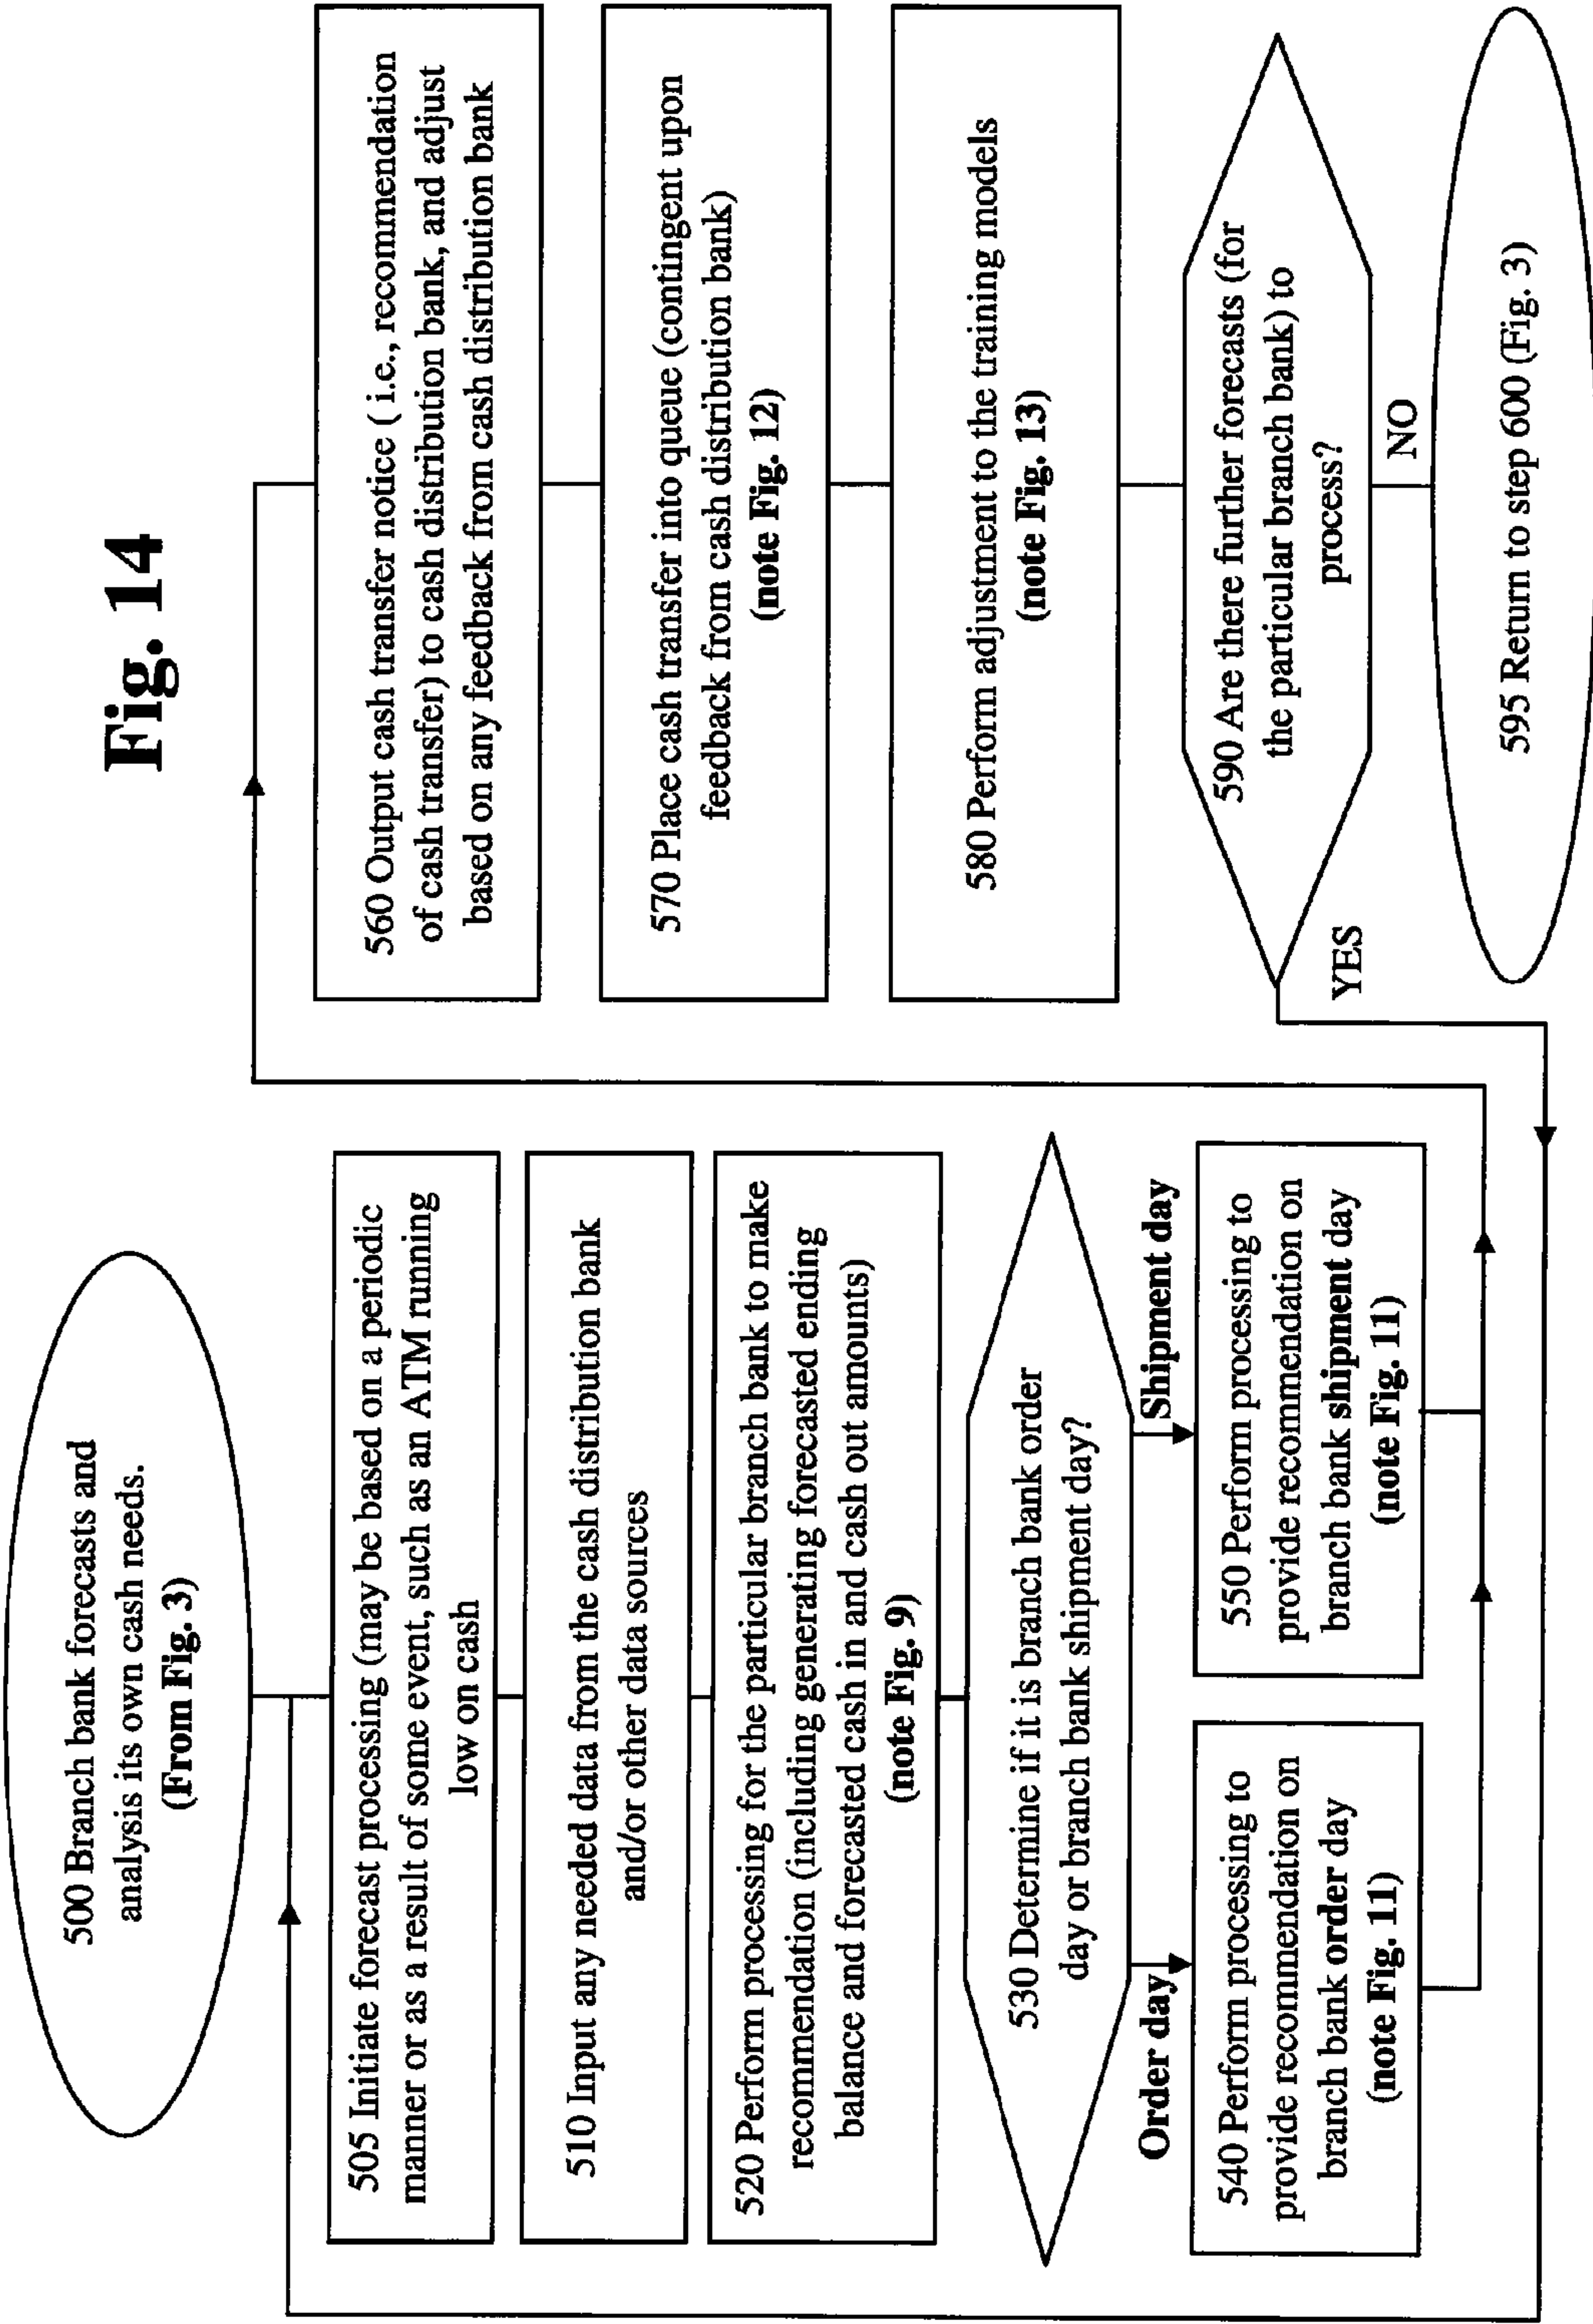 Fig. 14
500 Branch bank forecasts and
analysis its own cash needs.
(From Fig. 3)
505 Initiate forecast processing (may be based on a periodic
manner or as a result of some event, such as an ATM running
low on cash
510 Input any needed data from the cash distribution bank
and/or other data sources
520 Perform processing for the particular branch bank to make
recommendation (including generating forecasted ending
balance and forecasted cash in and cash out amounts)
(note Fig. 9)
530 Determine if it is branch bank order
day or branch bank shipment day?
Order day
Shipment day
540 Perform processing to
provide recommendation on
branch bank order day
(note Fig. 11)
550 Perform processing to
provide recommendation on
branch bank shipment day
(note Fig. 11)
560 Output cash transfer notice ( i.e., recommendation
of cash transfer) to cash distribution bank, and adjust
based on any feedback from cash distribution bank
570 Place cash transfer into queue (contingent upon
feedback from cash distribution bank)
(note Fig. 12)
580 Perform adjustment to the training models
(note Fig. 13)
590 Are there further forecasts (for
the particular branch bank) to
process?
YES
NO
595 Return to step 600 (Fig. 3)